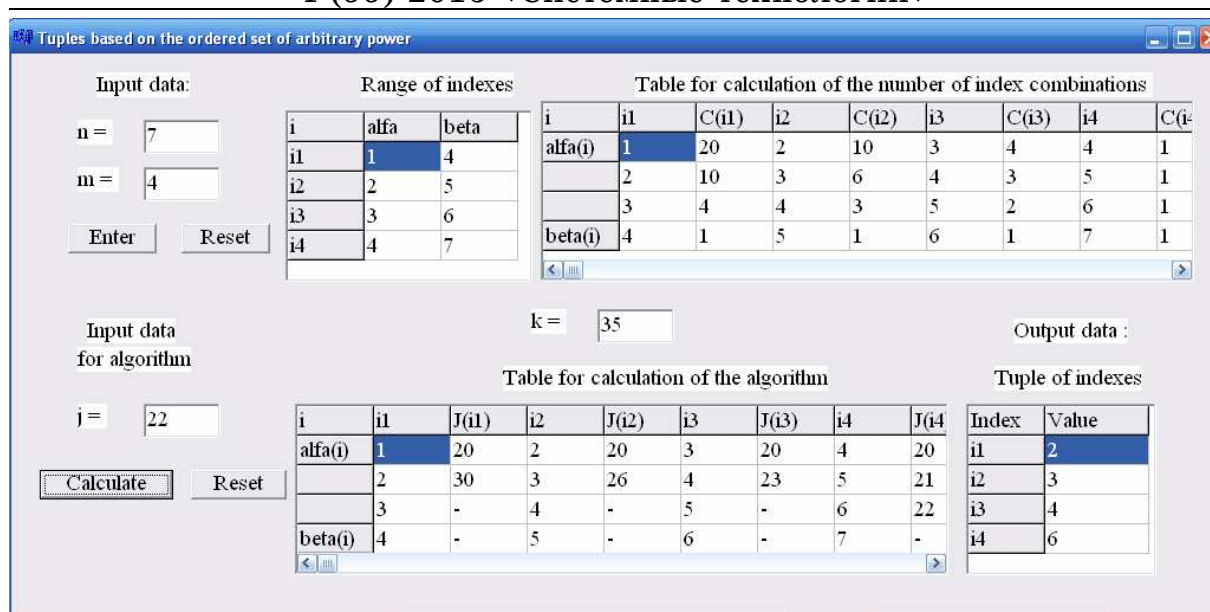 Tuples based on the ordered set of arbitrary power
Input data:
n = 7
m = 4
Enter Reset
Range of indexes
i alfa beta
i1 1 4
i2 2 5
i3 3 6
i4 4 7
Table for calculation of the number of index combinations
i i1 C(i1) i2 C(i2) i3 C(i3) i4 C(i4
alfa(i) 1 20 2 10 3 4 4 1
2 10 3 6 4 3 5 1
3 4 4 3 5 2 6 1
beta(i) 4 1 5 1 6 1 7 1
k = 35
Input data
for algorithm
j = 22
Calculate Reset
Table for calculation of the algorithm
i i1 J(i1) i2 J(i2) i3 J(i3) i4 J(i4
alfa(i) 1 20 2 20 3 20 4 20
2 30 3 26 4 23 5 21
3 - 4 - 5 - 6 22
beta(i) 4 - 5 - 6 - 7 -
Output data :
Tuple of indexes
Index Value
i1 2
i2 3
i3 4
i4 6